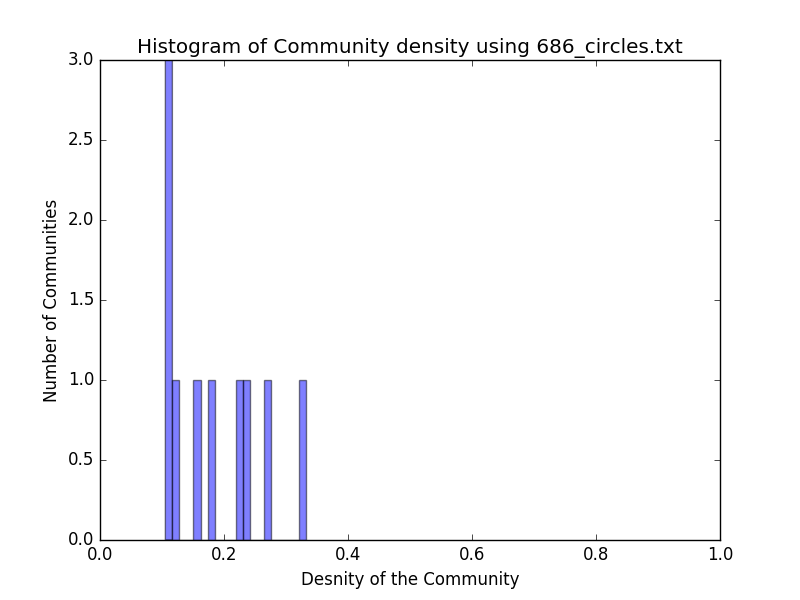 Histogram of Community density using 686_circles.txt
3.0
2.5
2.0
1.5
1.0
0.5
0.0
Number of Communities
0.0 0.2 0.4 0.6 0.8 1.0
Desnity of the Community